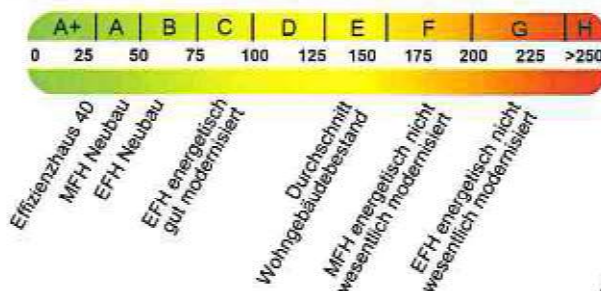 A+ A B C D E F G H
0 25 50 75 100 125 150 175 200 225 >250
Effizienzhaus 40
MFH Neubau
EFH Neubau
EFH energetisch
gut modernisiert
Durchschnitt
Wohngebäudebestand
MFH energetisch nicht
wesentlich modernisiert
EFH energetisch nicht
wesentlich modernisiert